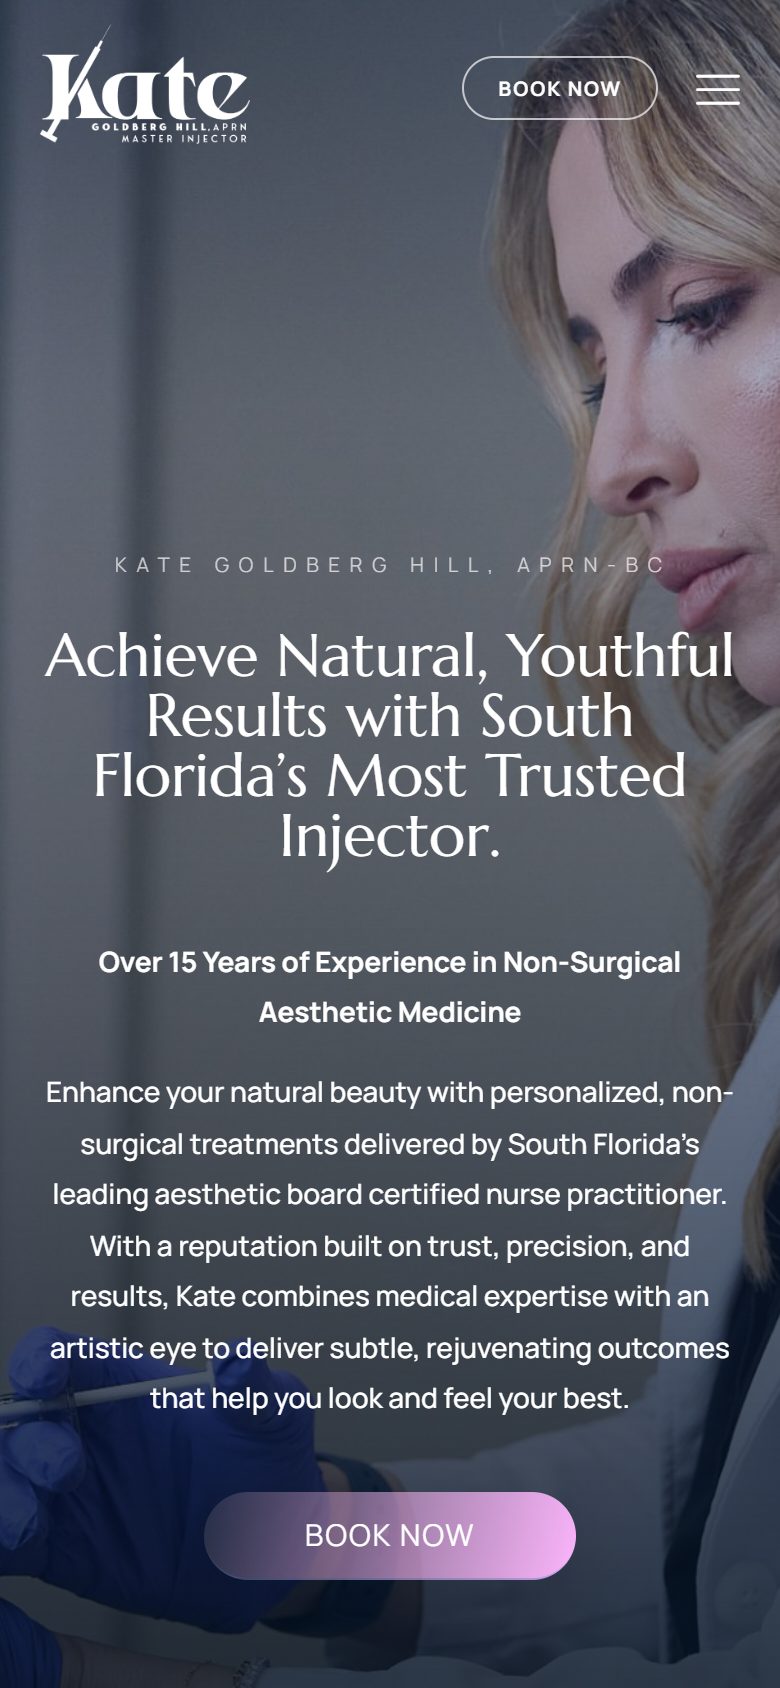 Kate
GOLDBERG HILL, APRN
MASTER INJECTOR
BOOK NOW
KATE GOLDBERG HILL, APRN-BC
Achieve Natural, Youthful
Results with South
Florida’s Most Trusted
Injector.
Over 15 Years of Experience in Non-Surgical
Aesthetic Medicine
Enhance your natural beauty with personalized, non-
surgical treatments delivered by South Florida’s
leading aesthetic board certified nurse practitioner.
With a reputation built on trust, precision, and
results, Kate combines medical expertise with an
artistic eye to deliver subtle, rejuvenating outcomes
that help you look and feel your best.
BOOK NOW